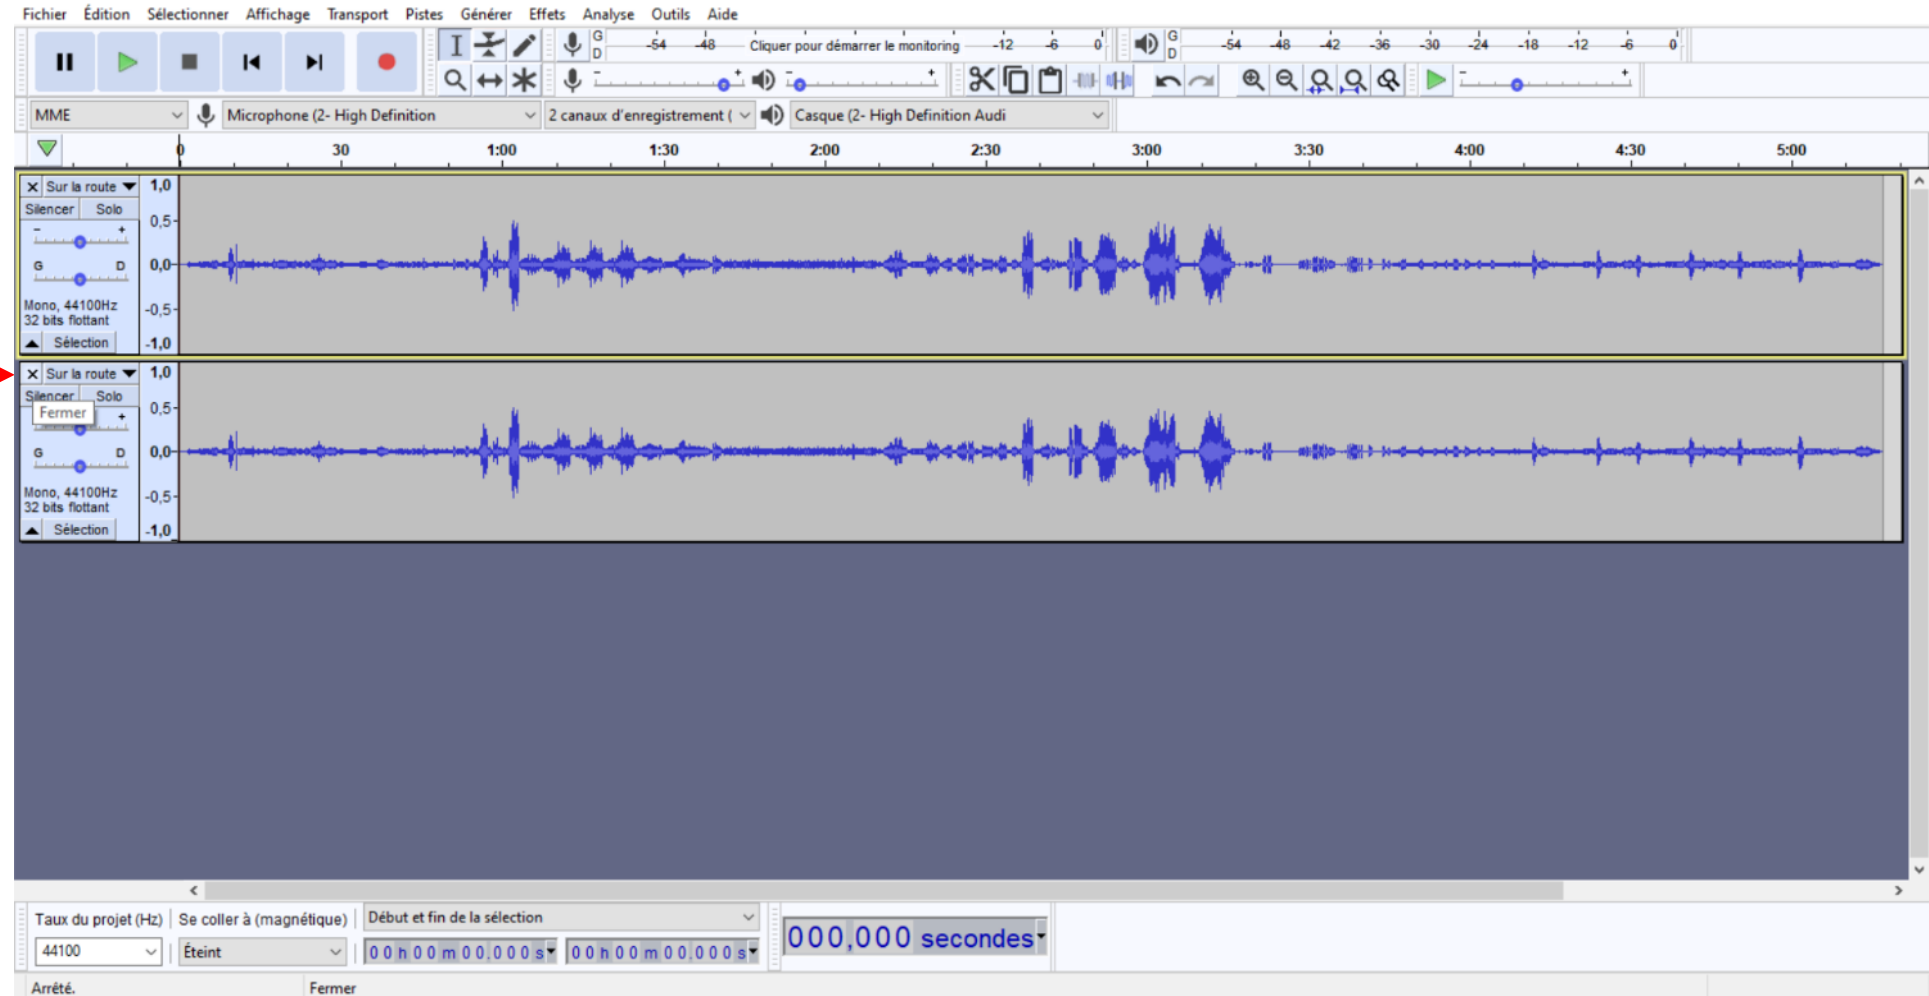 Fichier Édition Sélectionner Affichage Transport Pistes Générer Effets Analyse Outils Aide
G D -54 -48 Cliquer pour démarrer le monitoring -12 -6 0 G D -54 -48 -42 -36 -30 -24 -18 -12 -6 0
- + - + - +
MME Microphone (2- High Definition 2 canaux d'enregistrement ( Casque (2- High Definition Audi
0 30 1:00 1:30 2:00 2:30 3:00 3:30 4:00 4:30 5:00
X Sur la route 1,0
Silencer Solo
- + 0,5
G D 0,0
Mono, 44100Hz -0,5
32 bits flottant
Sélection -1,0
X Sur la route 1,0
Silencer Solo
Fermer + 0,5
G D 0,0
Mono, 44100Hz -0,5
32 bits flottant
Sélection -1,0
Taux du projet (Hz) Se coller à (magnétique) Début et fin de la sélection
44100 Éteint 00h00m00.000s 00h00m00.000s 000,000 secondes
Arrêté. Fermer